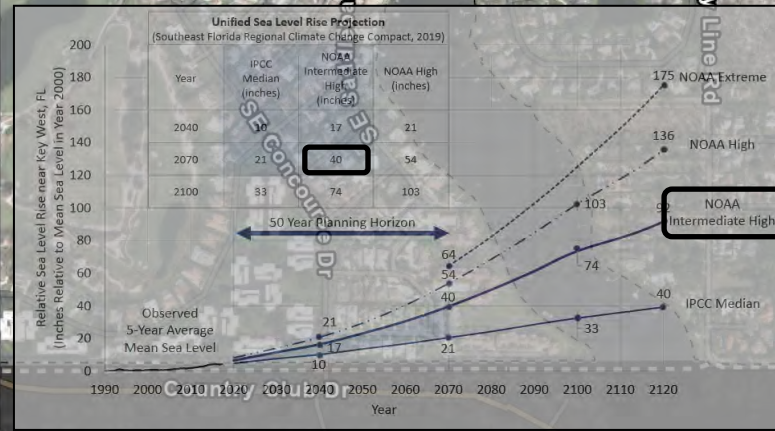 Unified Sea Level Rise Projection
(Southeast Florida Regional Climate Change Compact, 2019)
Year
IPCC Median (inches)
NOAA Intermediate High (inches)
NOAA High (inches)
2040 10 17 21
2070 21 40 54
2100 33 74 103
50 Year Planning Horizon
Relative Sea Level Rise near Key West, FL
(Inches Relative to Mean Sea Level in Year 2000)
200
180
160
140
120
100
80
60
40
20
0
Observed
5-Year Average
Mean Sea Level
175 NOAA Extreme
136
NOAA High
103
92
NOAA
Intermediate High
74
64
54
40
40
IPCC Median
33
21
21
17
10
1990 2000 2010 2020 2030 2040 2050 2060 2070 2080 2090 2100 2110 2120
Year
SE Concourse Dr
Country Club Dr
Line Rd